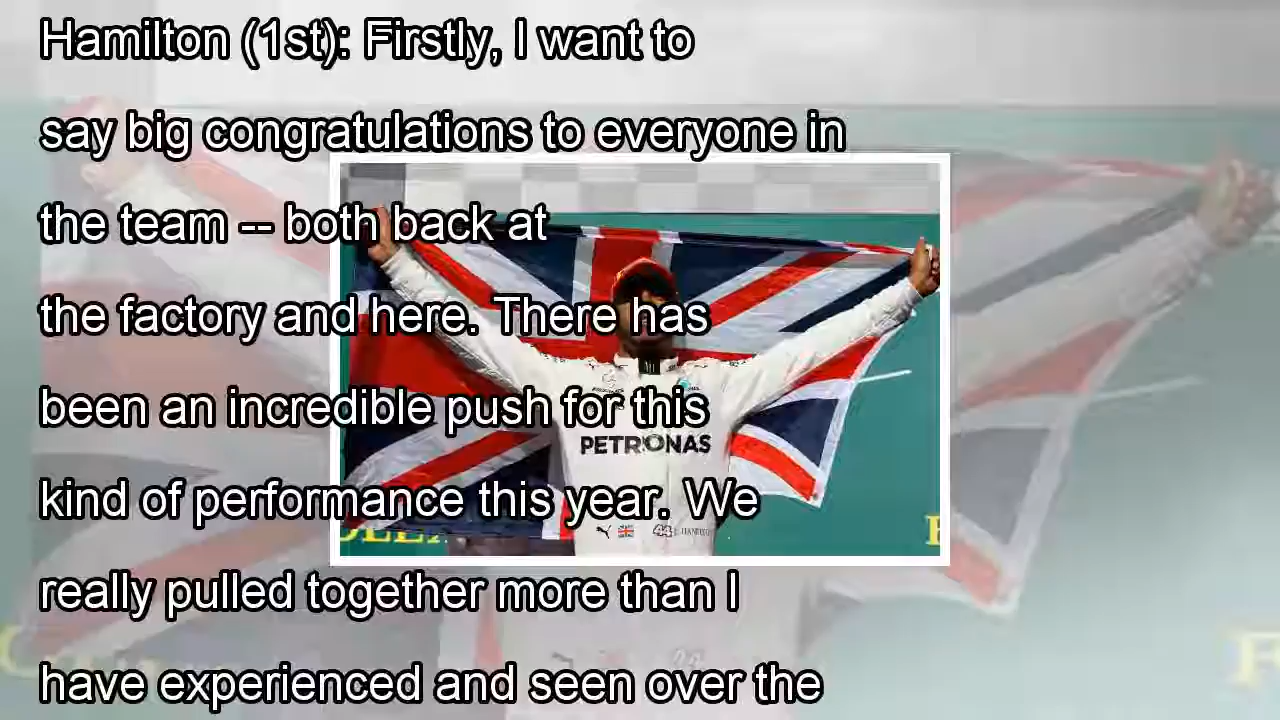 Hamilton (1st): Firstly, I want to
say big congratulations to everyone in
the team -- both back at
the factory and here. There has
been an incredible push for this
kind of performance this year. We
really pulled together more than I
have experienced and seen over the
PETRONAS
44